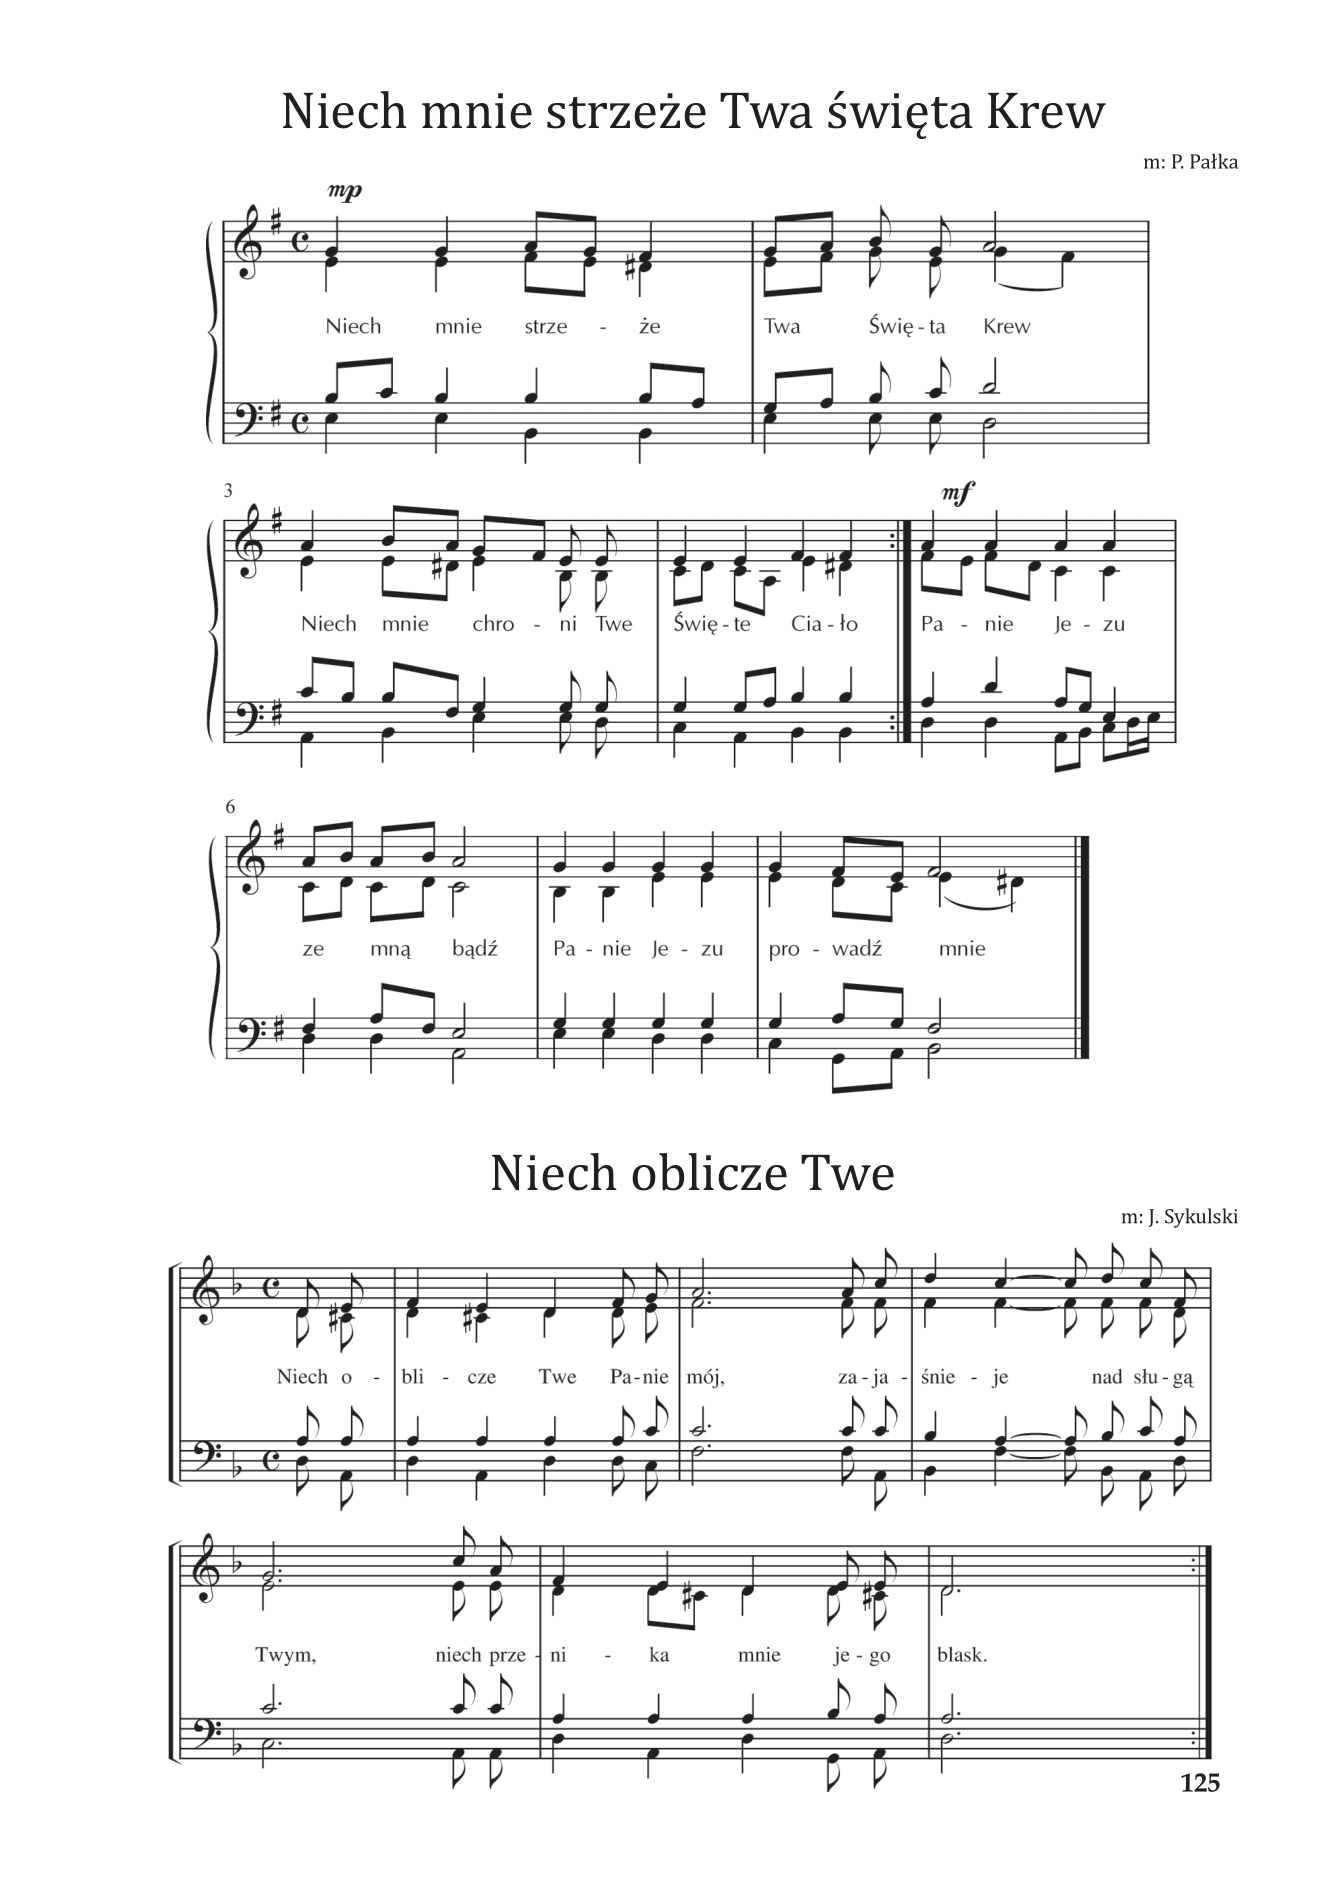 Niech mnie strzeże Twa święta Krew
m: P. Pałka
mp
Niech mnie strze - że Twa Świę - ta Krew
3
mf
Niech mnie chro - ni Twe Świę - te Cia - ło Pa - nie Je - zu
6
ze mną bądź Pa - nie Je - zu pro - wadź mnie
Niech oblicze Twe
m: J. Sykulski
Niech o - bli - cze Twe Pa - nie mój, za - ja - śnie - je nad słu - gą
Twym, niech prze - ni - ka mnie je - go blask.
125